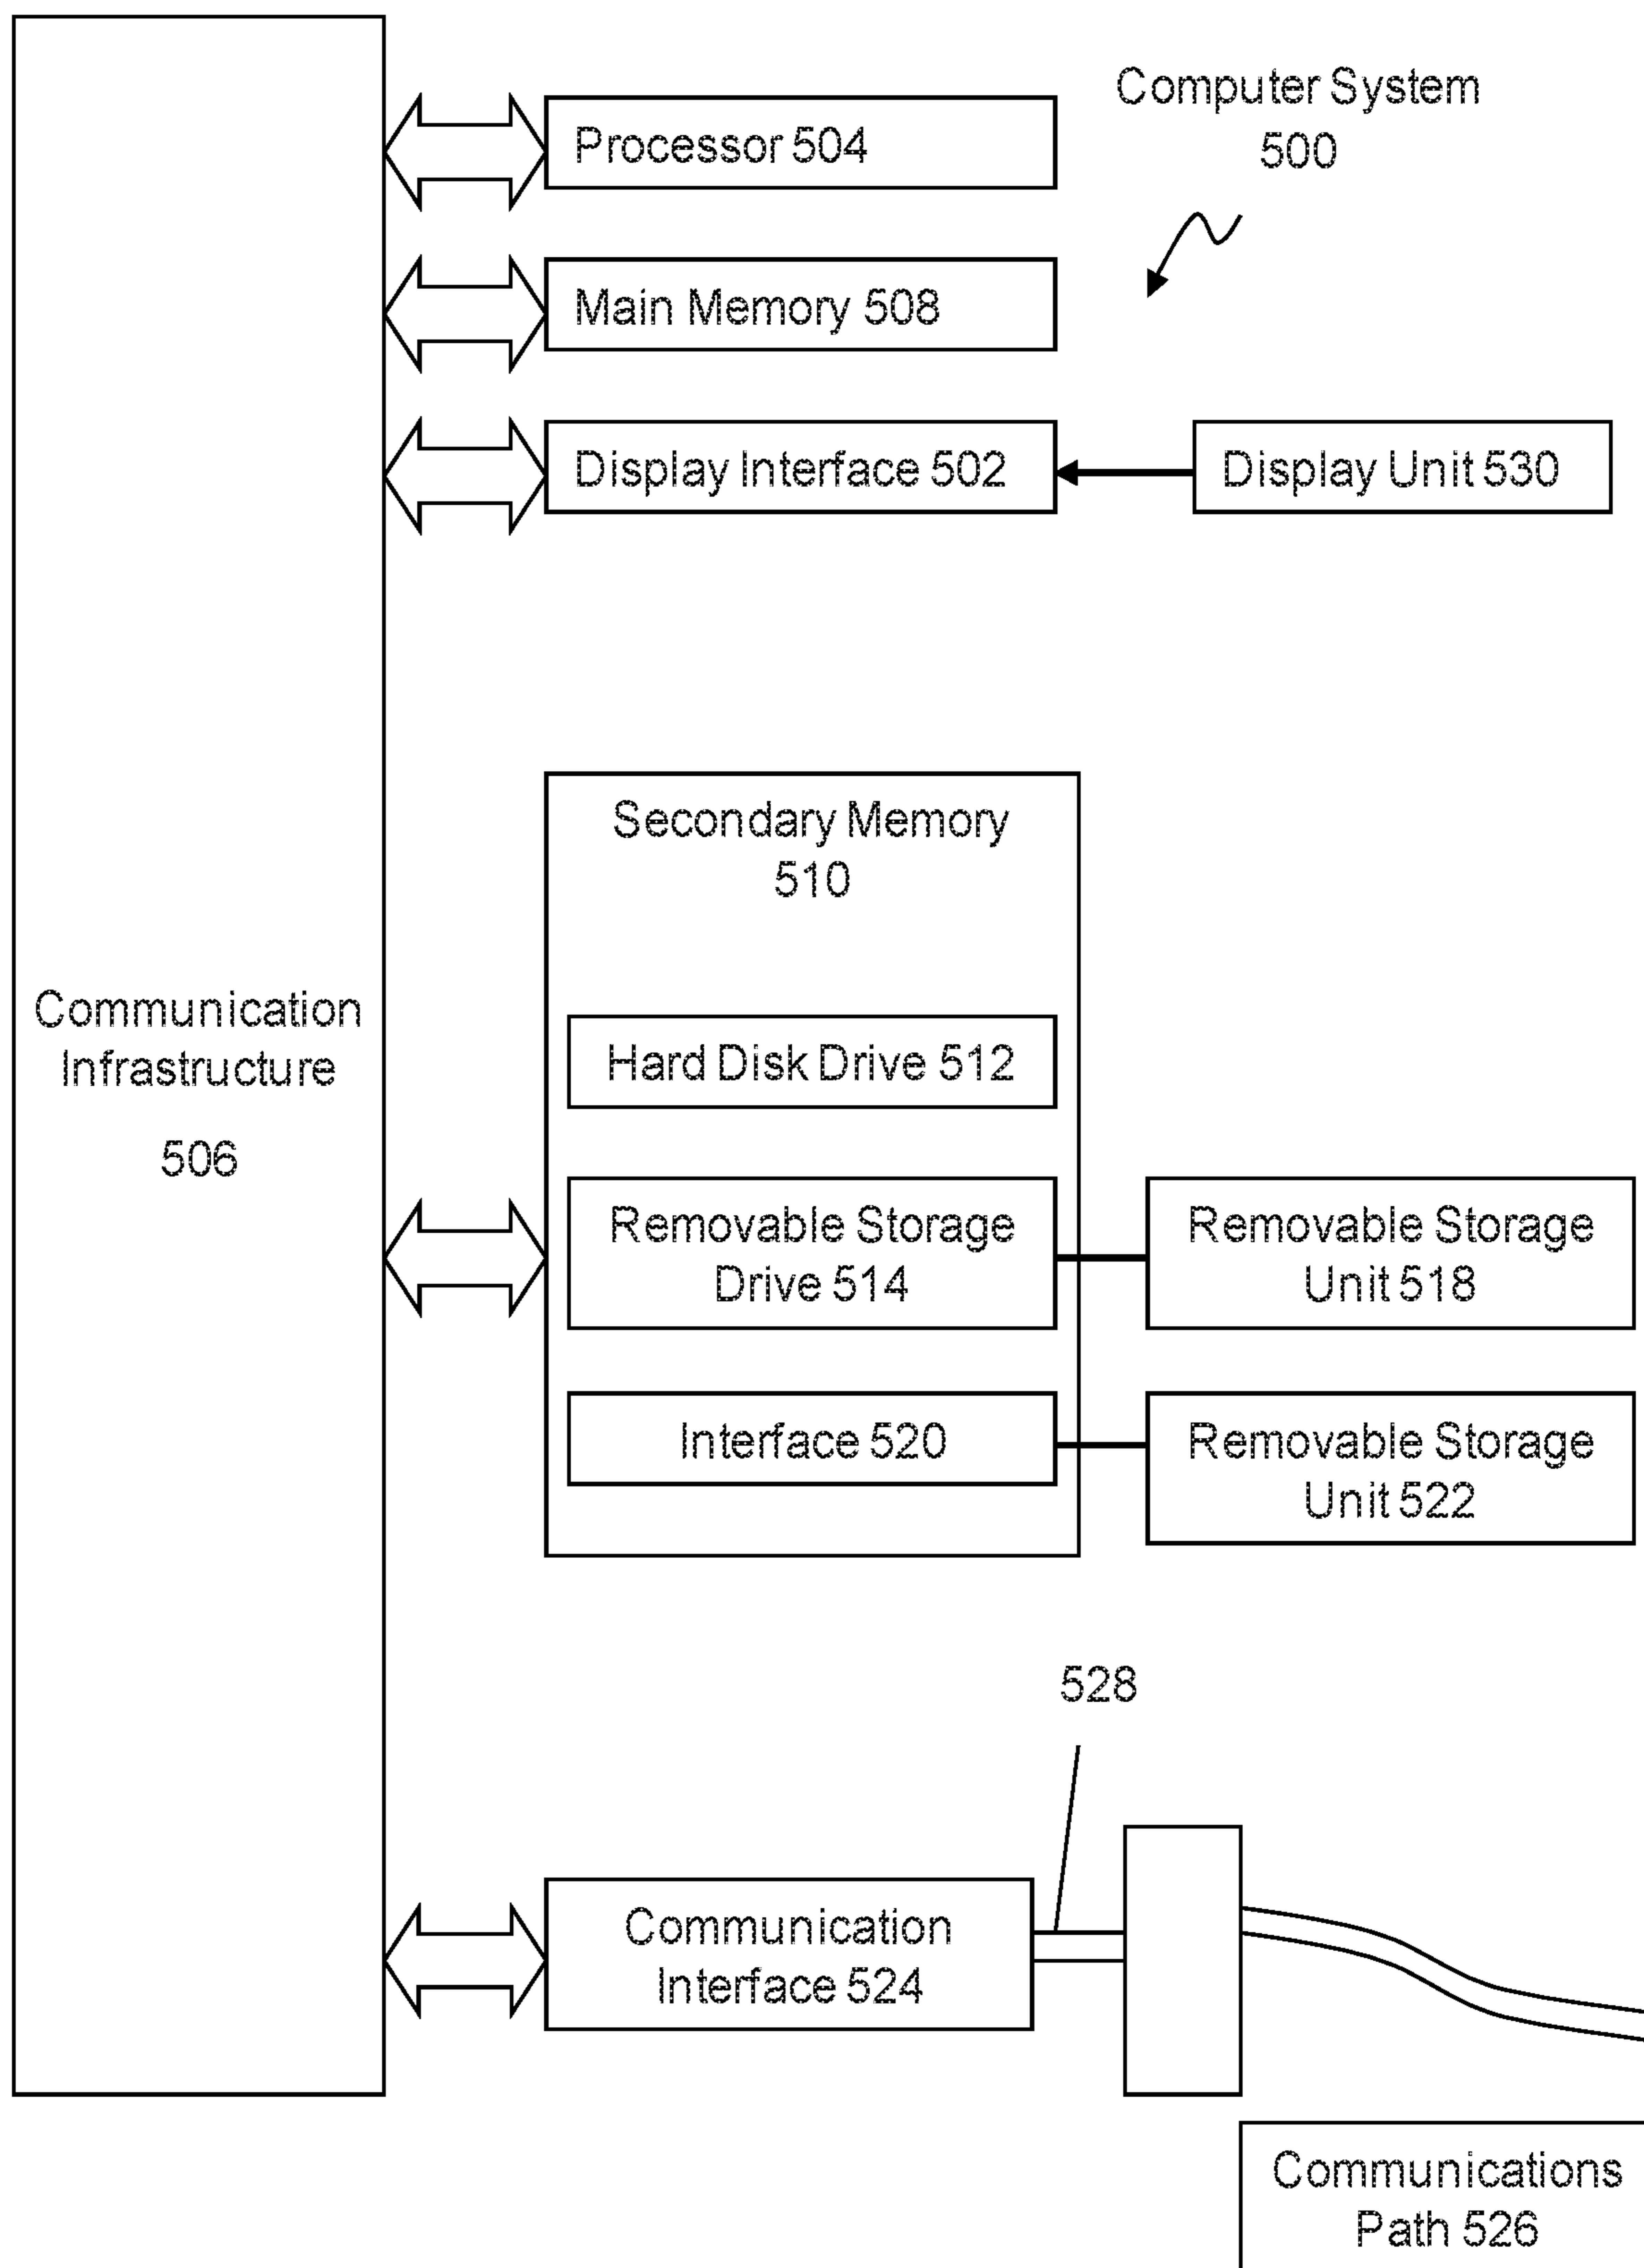 Computer System
500
Processor 504
Main Memory 508
Display Interface 502
Display Unit 530
Secondary Memory
510
Communication
Infrastructure
506
Hard Disk Drive 512
Removable Storage
Drive 514
Removable Storage
Unit 518
Interface 520
Removable Storage
Unit 522
528
Communication
Interface 524
Communications
Path 526